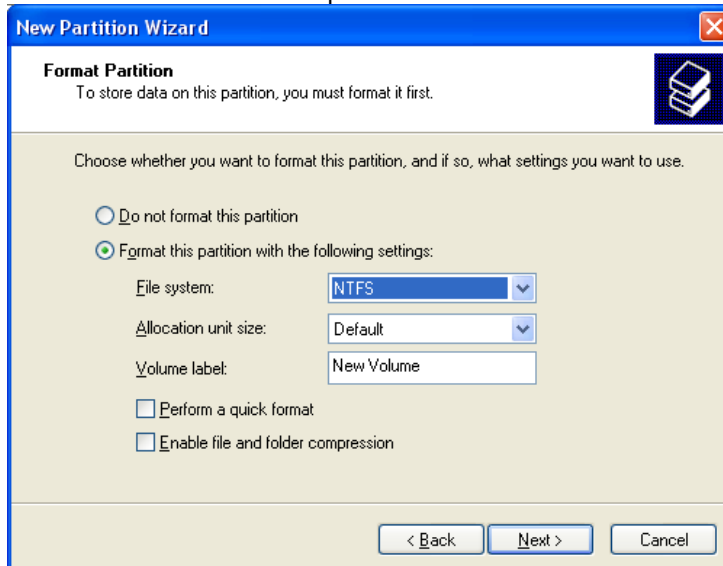 New Partition Wizard
Format Partition
To store data on this partition, you must format it first.
Choose whether you want to format this partition, and if so, what settings you want to use.
Do not format this partition
Format this partition with the following settings:
File system: NTFS
Allocation unit size: Default
Volume label: New Volume
Perform a quick format
Enable file and folder compression
< Back Next > Cancel